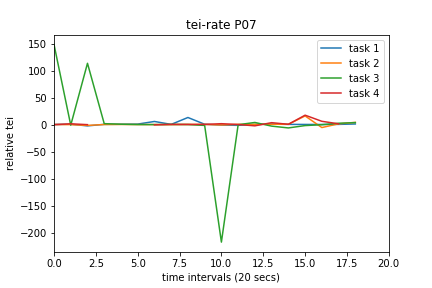 tei-rate P07
150
100
50
0
−50
−100
−150
−200
relative tei
task 1
task 2
task 3
task 4
0.0 2.5 5.0 7.5 10.0 12.5 15.0 17.5 20.0
time intervals (20 secs)